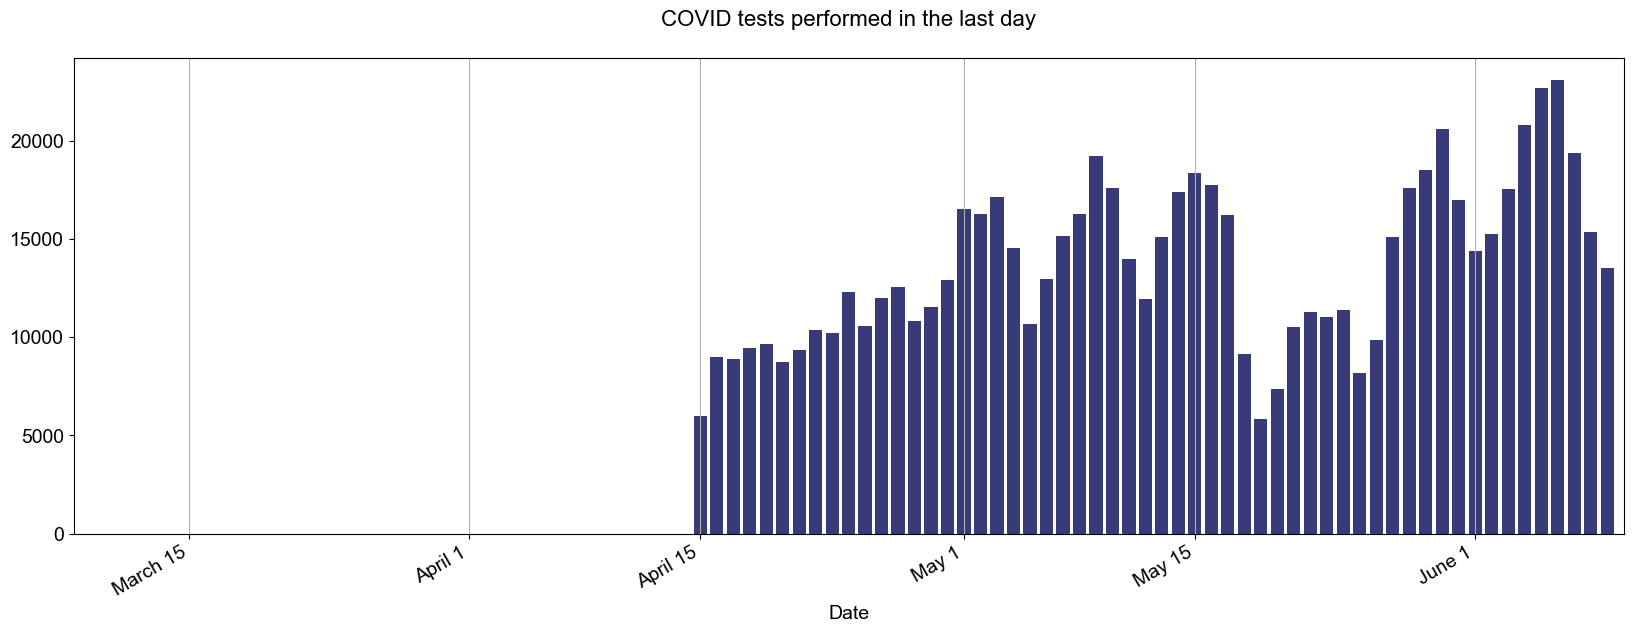 COVID tests performed in the last day
20000
15000
10000
5000
0
March 15
April 1
April 15
May 1
May 15
June 1
Date